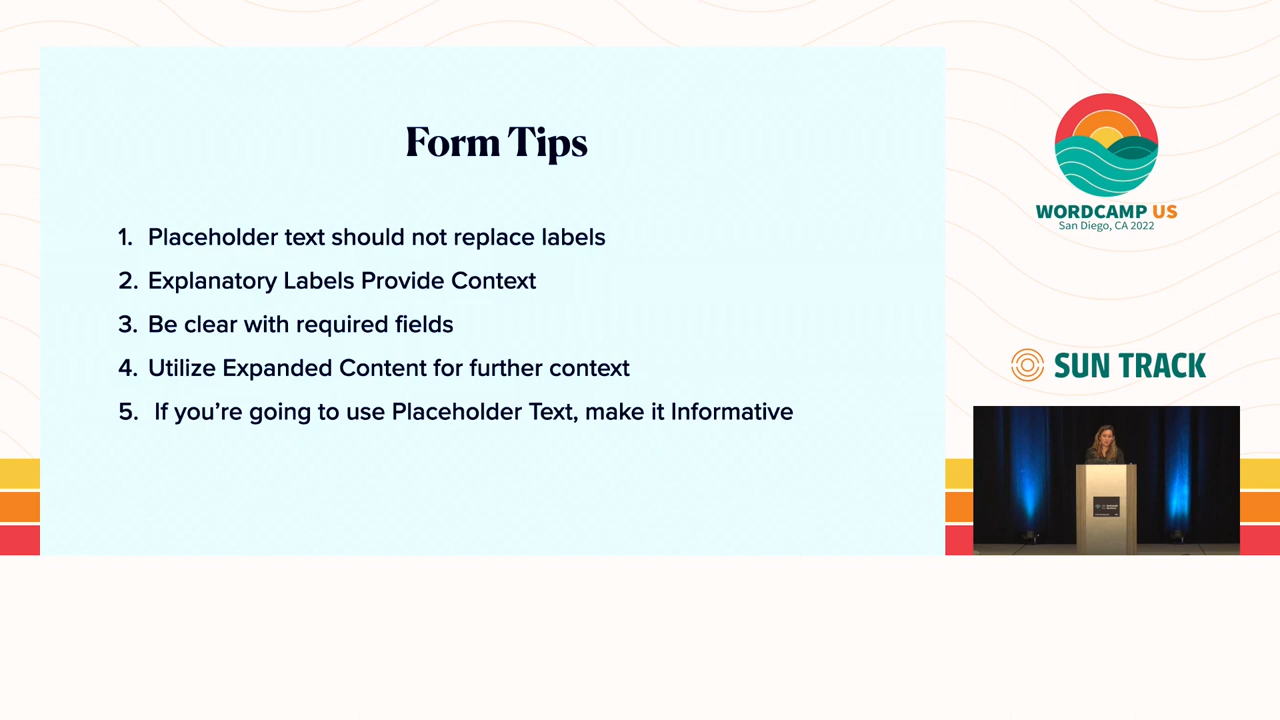 Form Tips
1. Placeholder text should not replace labels
2. Explanatory Labels Provide Context
3. Be clear with required fields
4. Utilize Expanded Content for further context
5. If you’re going to use Placeholder Text, make it Informative
WORDCAMP US
San Diego, CA 2022
SUN TRACK